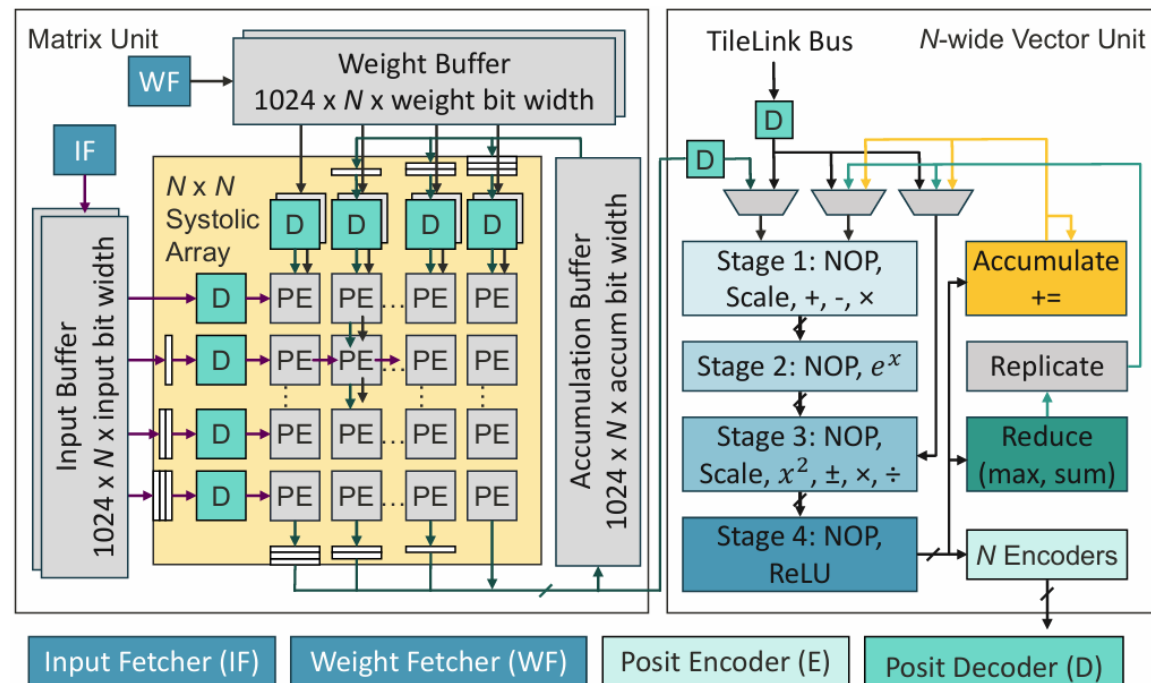 Matrix Unit
WF
Weight Buffer
1024 x N x weight bit width
IF
N x N
Systolic
Array
D
D
D
D
Input Buffer
1024 x N x input bit width
D
PE
PE
...
PE
PE
D
PE
PE
PE
PE
D
PE
PE
...
PE
PE
D
PE
PE
...
PE
PE
Accumulation Buffer
1024 x N x accum bit width
TileLink Bus
N-wide Vector Unit
D
D
Stage 1: NOP,
Scale, +, -, ×
Accumulate
+=
Stage 2: NOP, eˣ
Replicate
Stage 3: NOP,
Scale, x², ±, ×, ÷
Reduce
(max, sum)
Stage 4: NOP,
ReLU
N Encoders
Input Fetcher (IF)
Weight Fetcher (WF)
Posit Encoder (E)
Posit Decoder (D)